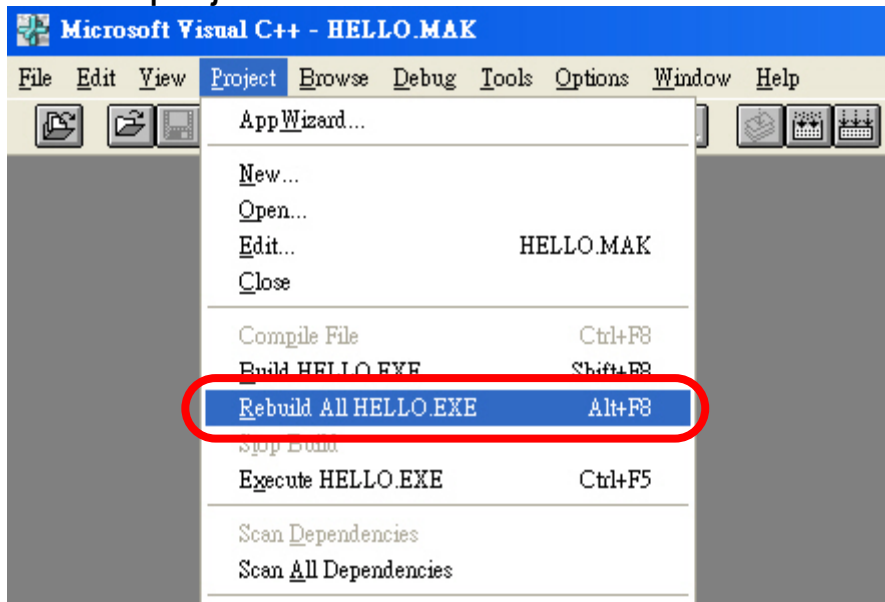 Microsoft Visual C++ - HELLO.MAK
File Edit View Project Browse Debug Tools Options Window Help
AppWizard...
New...
Open...
Edit... HELLO.MAK
Close
Compile File Ctrl+F8
Build HELLO.EXE Shift+F8
Rebuild All HELLO.EXE Alt+F8
Stop Build
Execute HELLO.EXE Ctrl+F5
Scan Dependencies
Scan All Dependencies